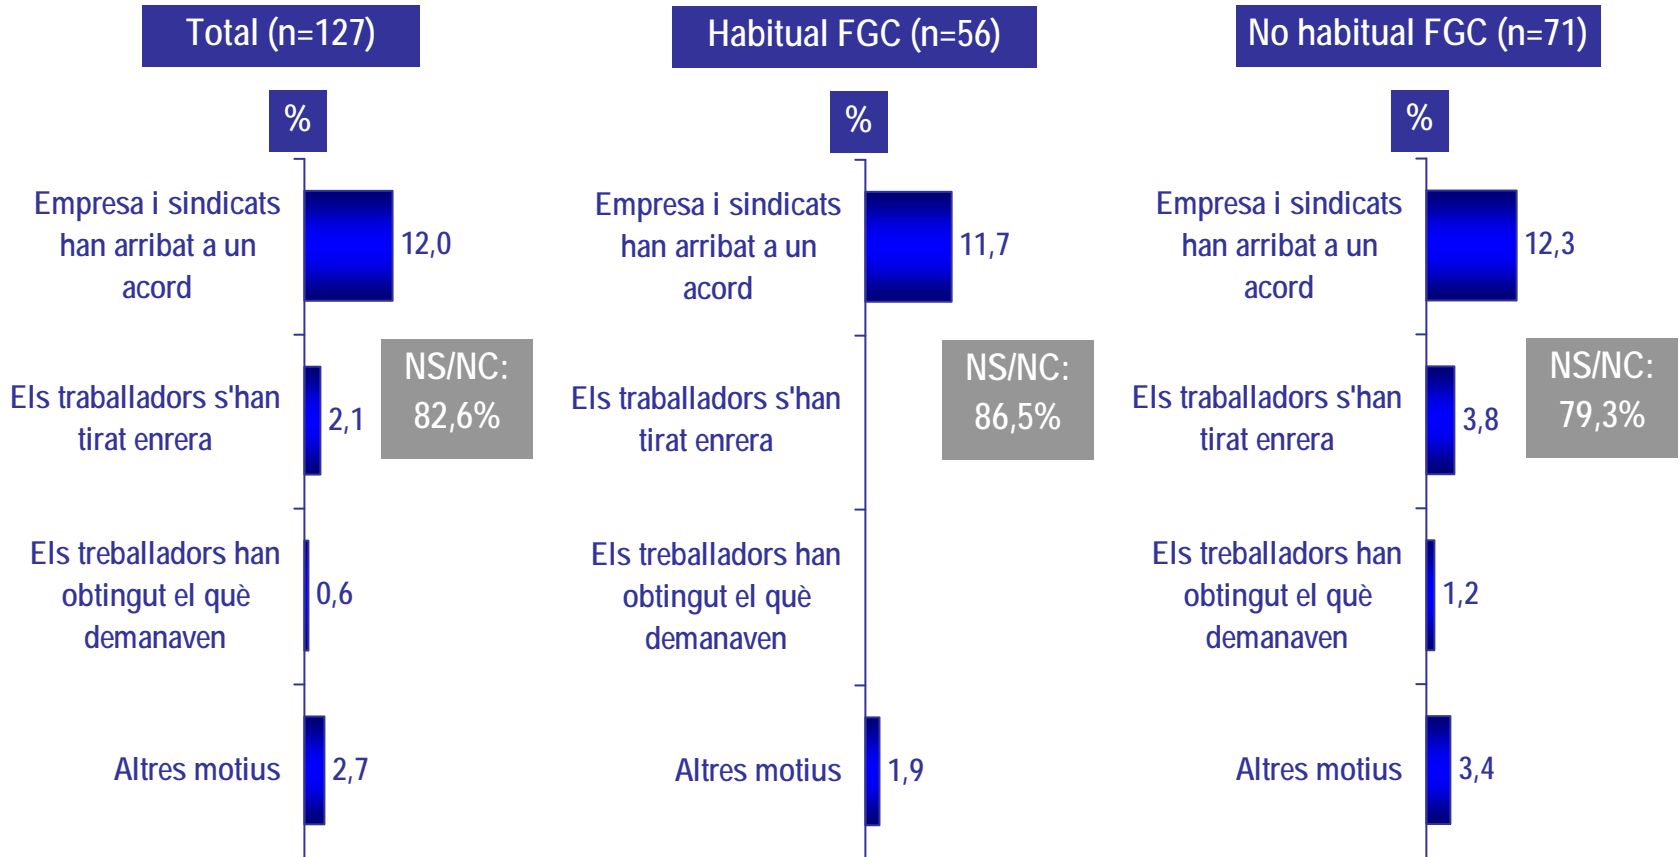 Total (n=127)
%
Empresa i sindicats
han arribat a un
acord
12,0
Els traballadors s'han
tirat enrera
2,1
NS/NC:
82,6%
Els treballadors han
obtingut el què
demanaven
0,6
Altres motius
2,7
Habitual FGC (n=56)
%
Empresa i sindicats
han arribat a un
acord
11,7
Els traballadors s'han
tirat enrera
NS/NC:
86,5%
Els treballadors han
obtingut el què
demanaven
Altres motius
1,9
No habitual FGC (n=71)
%
Empresa i sindicats
han arribat a un
acord
12,3
Els traballadors s'han
tirat enrera
3,8
NS/NC:
79,3%
Els treballadors han
obtingut el què
demanaven
1,2
Altres motius
3,4